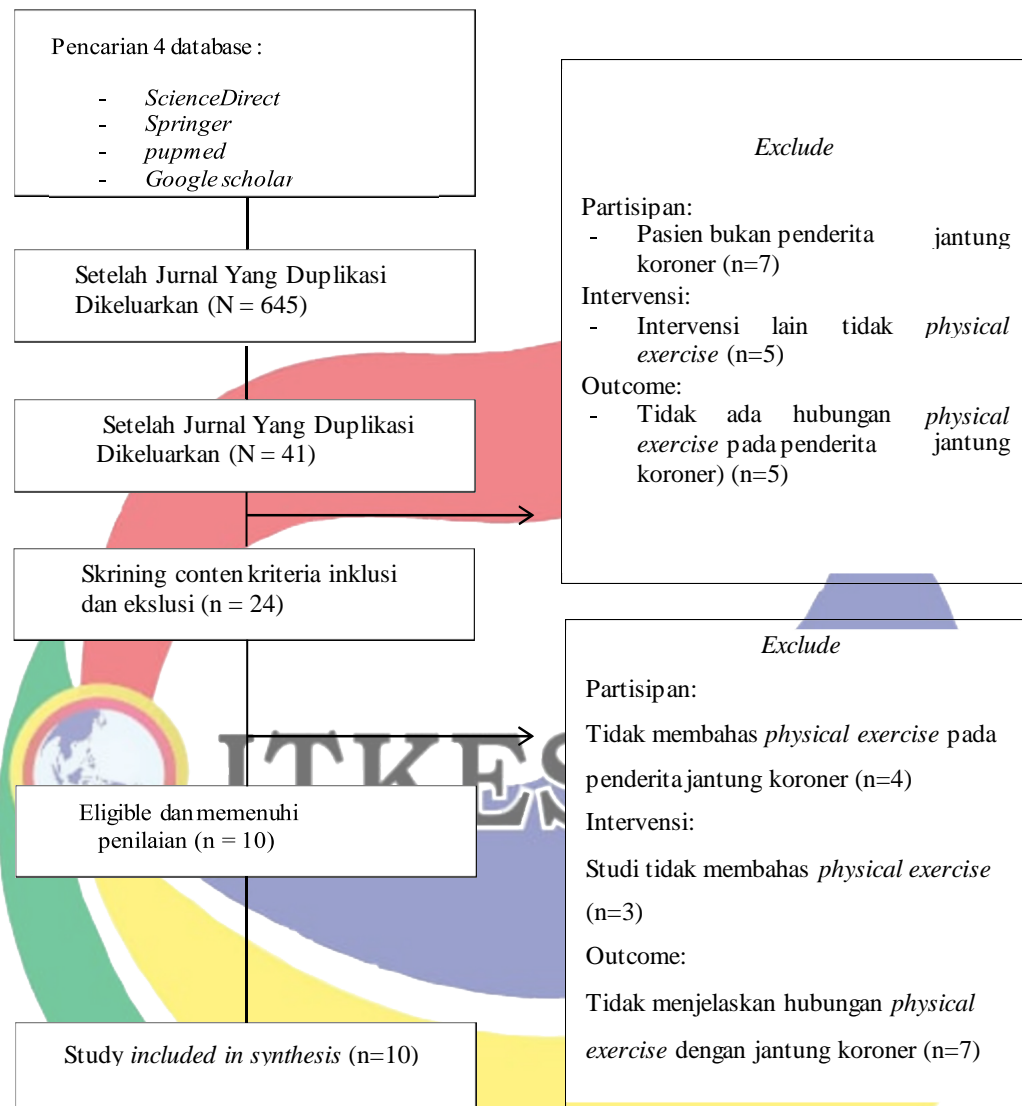 Pencarian 4 database :
- ScienceDirect
- Springer
- pupmed
- Google scholar
Setelah Jurnal Yang Duplikasi
Dikeluarkan (N = 645)
Setelah Jurnal Yang Duplikasi
Dikeluarkan (N = 41)
Skrining conten kriteria inklusi
dan ekslusi (n = 24)
Eligible dan memenuhi
penilaian (n = 10)
Study included in synthesis (n=10)
Exclude
Partisipan:
- Pasien bukan penderita jantung
koroner (n=7)
Intervensi:
- Intervensi lain tidak physical
exercise (n=5)
Outcome:
- Tidak ada hubungan physical
exercise pada penderita jantung
koroner) (n=5)
Exclude
Partisipan:
Tidak membahas physical exercise pada
penderita jantung koroner (n=4)
Intervensi:
Studi tidak membahas physical exercise
(n=3)
Outcome:
Tidak menjelaskan hubungan physical
exercise dengan jantung koroner (n=7)
ITKES